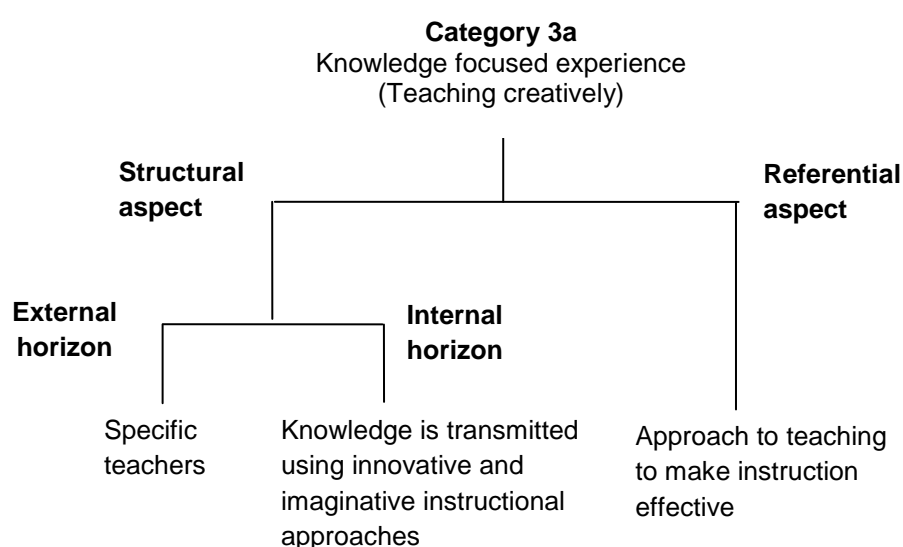 Category 3a
Knowledge focused experience
(Teaching creatively)
Structural
aspect
Referential
aspect
External
horizon
Internal
horizon
Specific
teachers
Knowledge is transmitted
using innovative and
imaginative instructional
approaches
Approach to teaching
to make instruction
effective